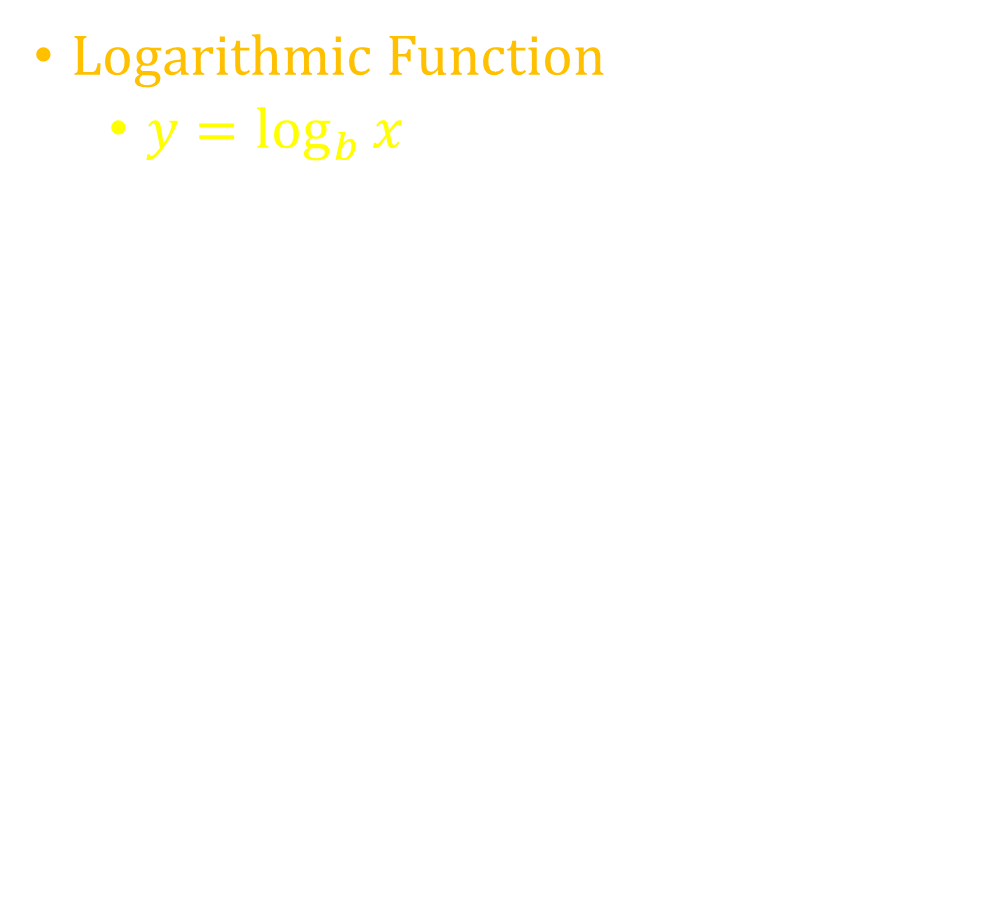 • Logarithmic Function
• y = log_b x